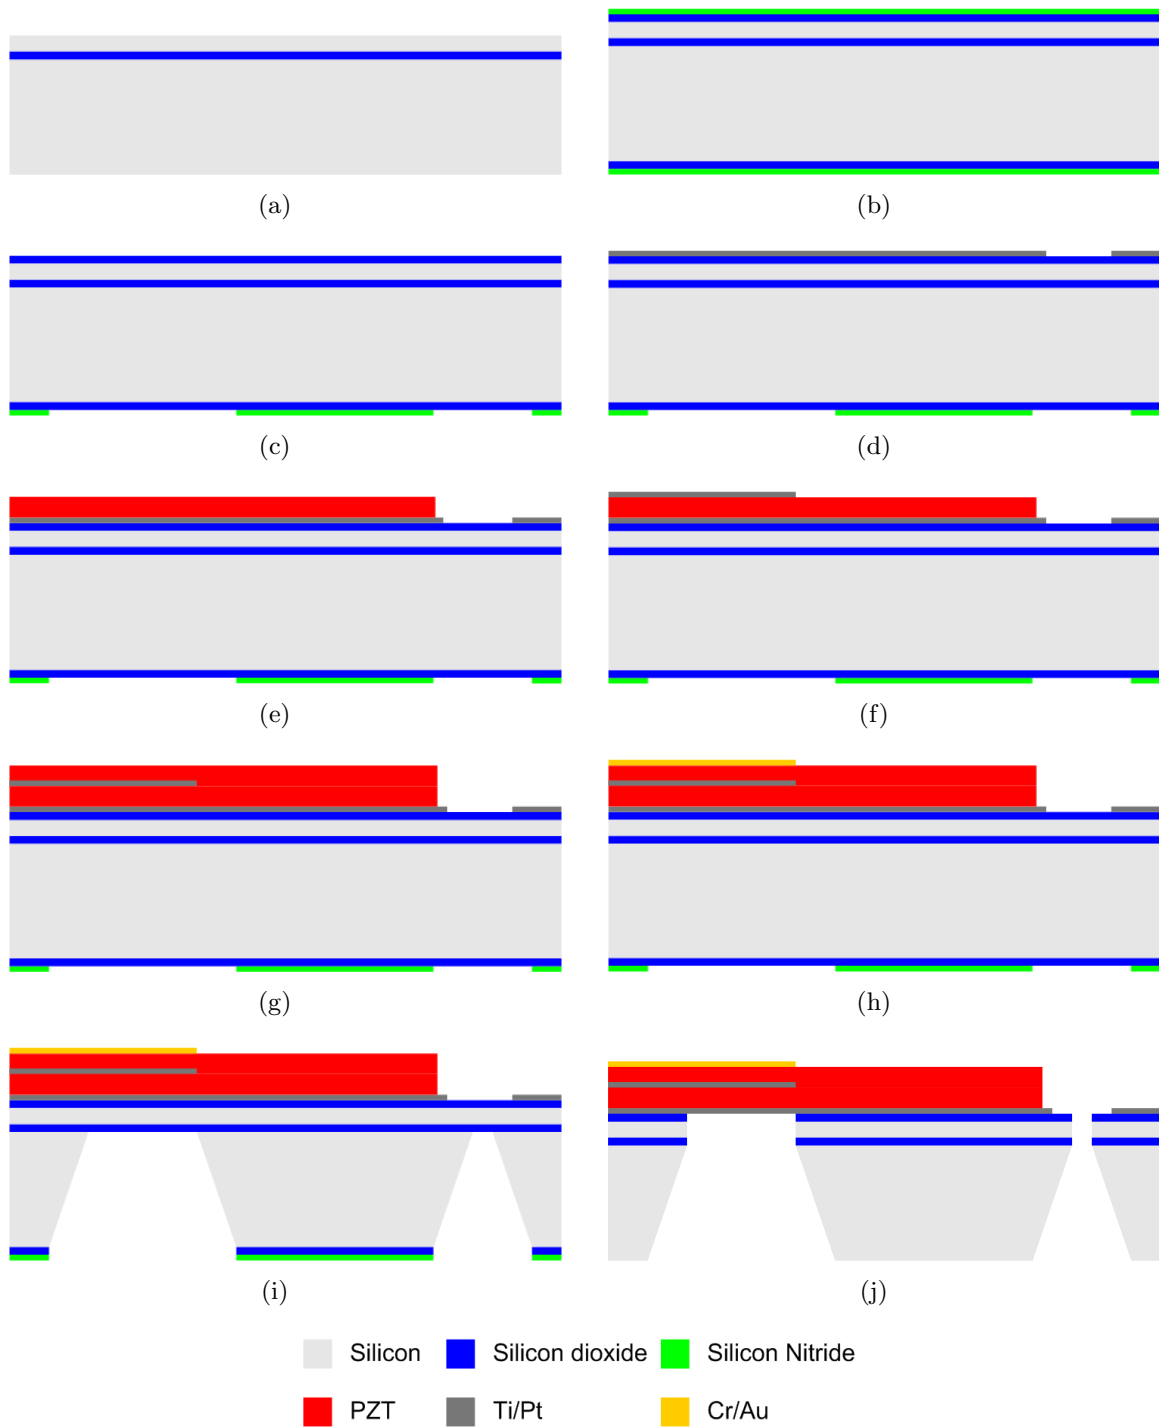 (a)
(b)
(c)
(d)
(e)
(f)
(g)
(h)
(i)
(j)
Silicon
Silicon dioxide
Silicon Nitride
PZT
Ti/Pt
Cr/Au